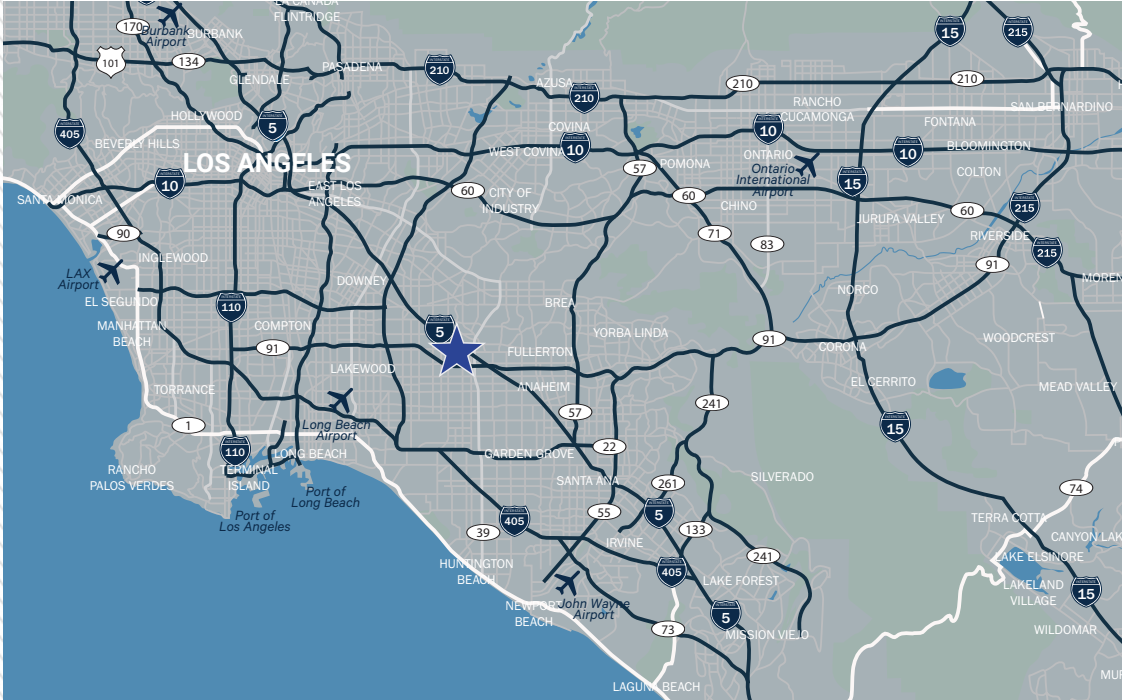 LA CANADA
FLINTRIDGE
170
Burbank
Airport
BURBANK
15
215
101
134
PASADENA
210
GLENDALE
AZUSA
210
210
210
RANCHO
CUCAMONGA
SAN BERNARDINO
HOLLYWOOD
5
405
COVINA
10
FONTANA
BEVERLY HILLS
LOS ANGELES
WEST COVINA
10
ONTARIO
10
BLOOMINGTON
57
POMONA
Ontario
International
Airport
COLTON
10
EAST LOS
ANGELES
60
CITY OF
INDUSTRY
60
CHINO
15
SANTA MONICA
60
215
JURUPA VALLEY
90
71
83
RIVERSIDE
215
INGLEWOOD
91
LAX
Airport
DOWNEY
MOREN
NORCO
EL SEGUNDO
110
BREA
MANHATTAN
BEACH
COMPTON
5
YORBA LINDA
WOODCREST
91
91
CORONA
FULLERTON
LAKEWOOD
TORRANCE
ANAHEIM
EL CERRITO
MEAD VALLEY
241
57
1
Long Beach
Airport
15
110
22
LONG BEACH
GARDEN GROVE
RANCHO
PALOS VERDES
TERMINAL
ISLAND
SANTA ANA
261
SILVERADO
74
Port of
Long Beach
Port of
Los Angeles
405
55
5
TERRA COTTA
39
133
CANYON LAK
IRVINE
241
LAKE ELSINORE
HUNTINGTON
BEACH
405
LAKE FOREST
LAKELAND
VILLAGE
15
NEWPORT
BEACH
John Wayne
Airport
5
73
MISSION VIEJO
WILDOMAR
MUR
LAGUNA BEACH